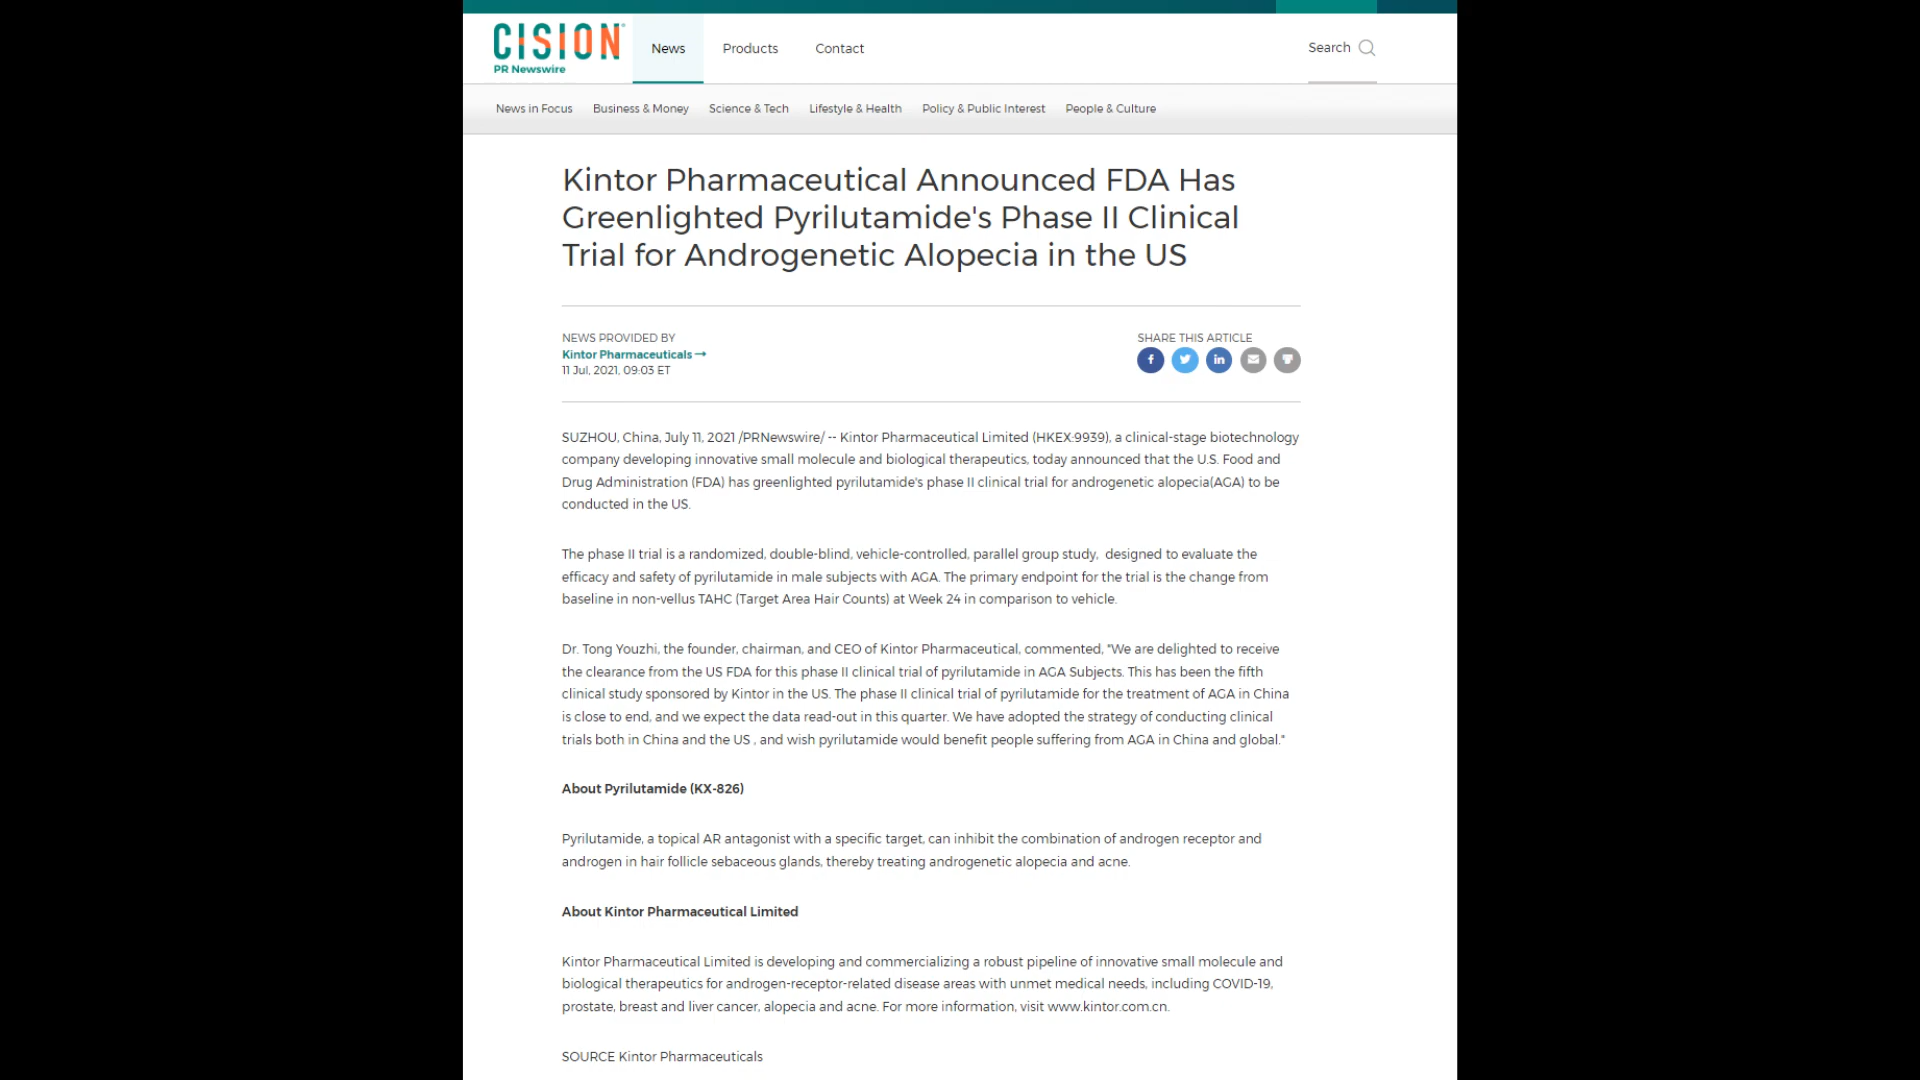 CISION
PR Newswire
News
Products
Contact
Search
News in Focus
Business & Money
Science & Tech
Lifestyle & Health
Policy & Public Interest
People & Culture
Kintor Pharmaceutical Announced FDA Has
Greenlighted Pyrilutamide's Phase II Clinical
Trial for Androgenetic Alopecia in the US
NEWS PROVIDED BY
Kintor Pharmaceuticals →
11 Jul, 2021, 09:03 ET
SHARE THIS ARTICLE
SUZHOU, China, July 11, 2021 /PRNewswire/ -- Kintor Pharmaceutical Limited (HKEX:9939), a clinical-stage biotechnology
company developing innovative small molecule and biological therapeutics, today announced that the U.S. Food and
Drug Administration (FDA) has greenlighted pyrilutamide's phase II clinical trial for androgenetic alopecia(AGA) to be
conducted in the US.
The phase II trial is a randomized, double-blind, vehicle-controlled, parallel group study,  designed to evaluate the
efficacy and safety of pyrilutamide in male subjects with AGA. The primary endpoint for the trial is the change from
baseline in non-vellus TAHC (Target Area Hair Counts) at Week 24 in comparison to vehicle.
Dr. Tong Youzhi, the founder, chairman, and CEO of Kintor Pharmaceutical, commented, "We are delighted to receive
the clearance from the US FDA for this phase II clinical trial of pyrilutamide in AGA Subjects. This has been the fifth
clinical study sponsored by Kintor in the US. The phase II clinical trial of pyrilutamide for the treatment of AGA in China
is close to end, and we expect the data read-out in this quarter. We have adopted the strategy of conducting clinical
trials both in China and the US , and wish pyrilutamide would benefit people suffering from AGA in China and global."
About Pyrilutamide (KX-826)
Pyrilutamide, a topical AR antagonist with a specific target, can inhibit the combination of androgen receptor and
androgen in hair follicle sebaceous glands, thereby treating androgenetic alopecia and acne.
About Kintor Pharmaceutical Limited
Kintor Pharmaceutical Limited is developing and commercializing a robust pipeline of innovative small molecule and
biological therapeutics for androgen-receptor-related disease areas with unmet medical needs, including COVID-19,
prostate, breast and liver cancer, alopecia and acne. For more information, visit www.kintor.com.cn.
SOURCE Kintor Pharmaceuticals